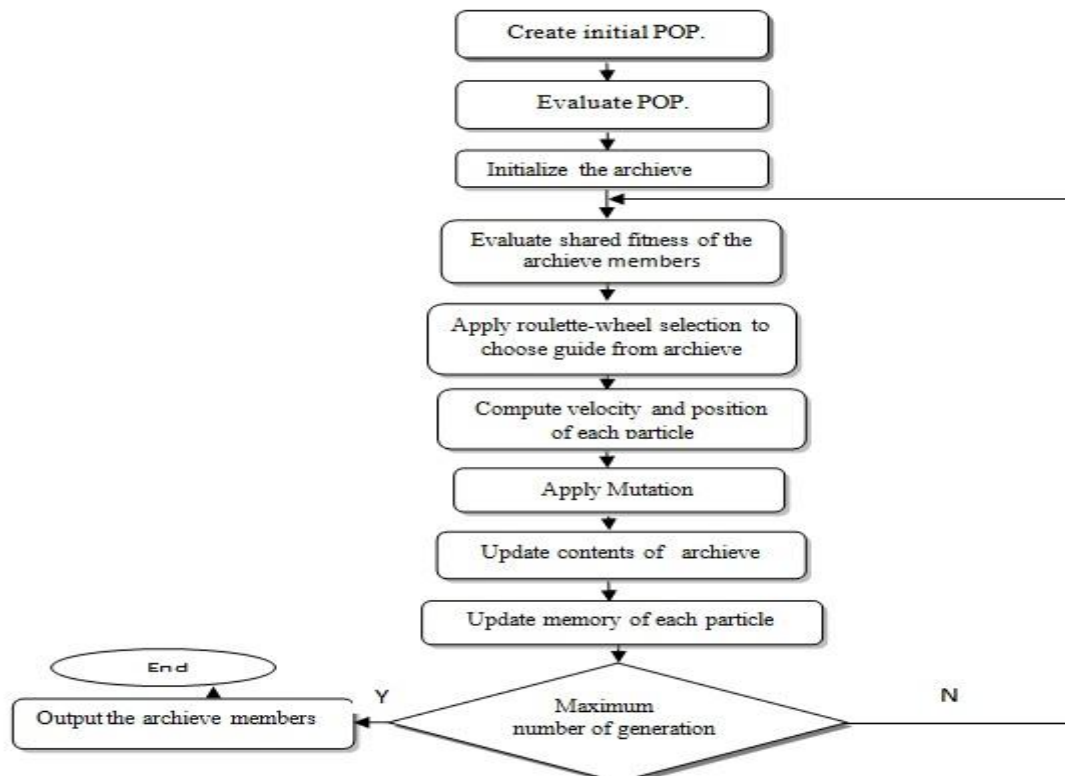 Create initial POP.
Evaluate POP.
Initialize the archieve
Evaluate shared fitness of the
archieve members
Apply roulette-wheel selection to
choose guide from archieve
Compute velocity and position
of each particle
Apply Mutation
Update contents of archieve
Update memory of each particle
Maximum
number of generation
Y
N
Output the archieve members
End